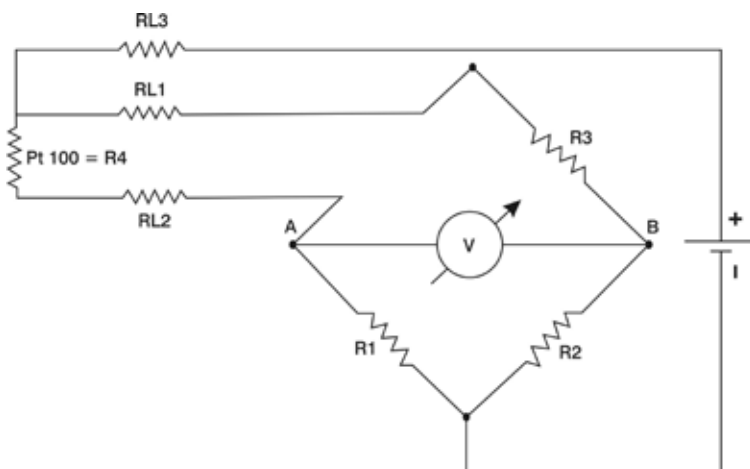 RL3
RL1
Pt 100 = R4
RL2
R3
A
V
B
+
R1
R2
I